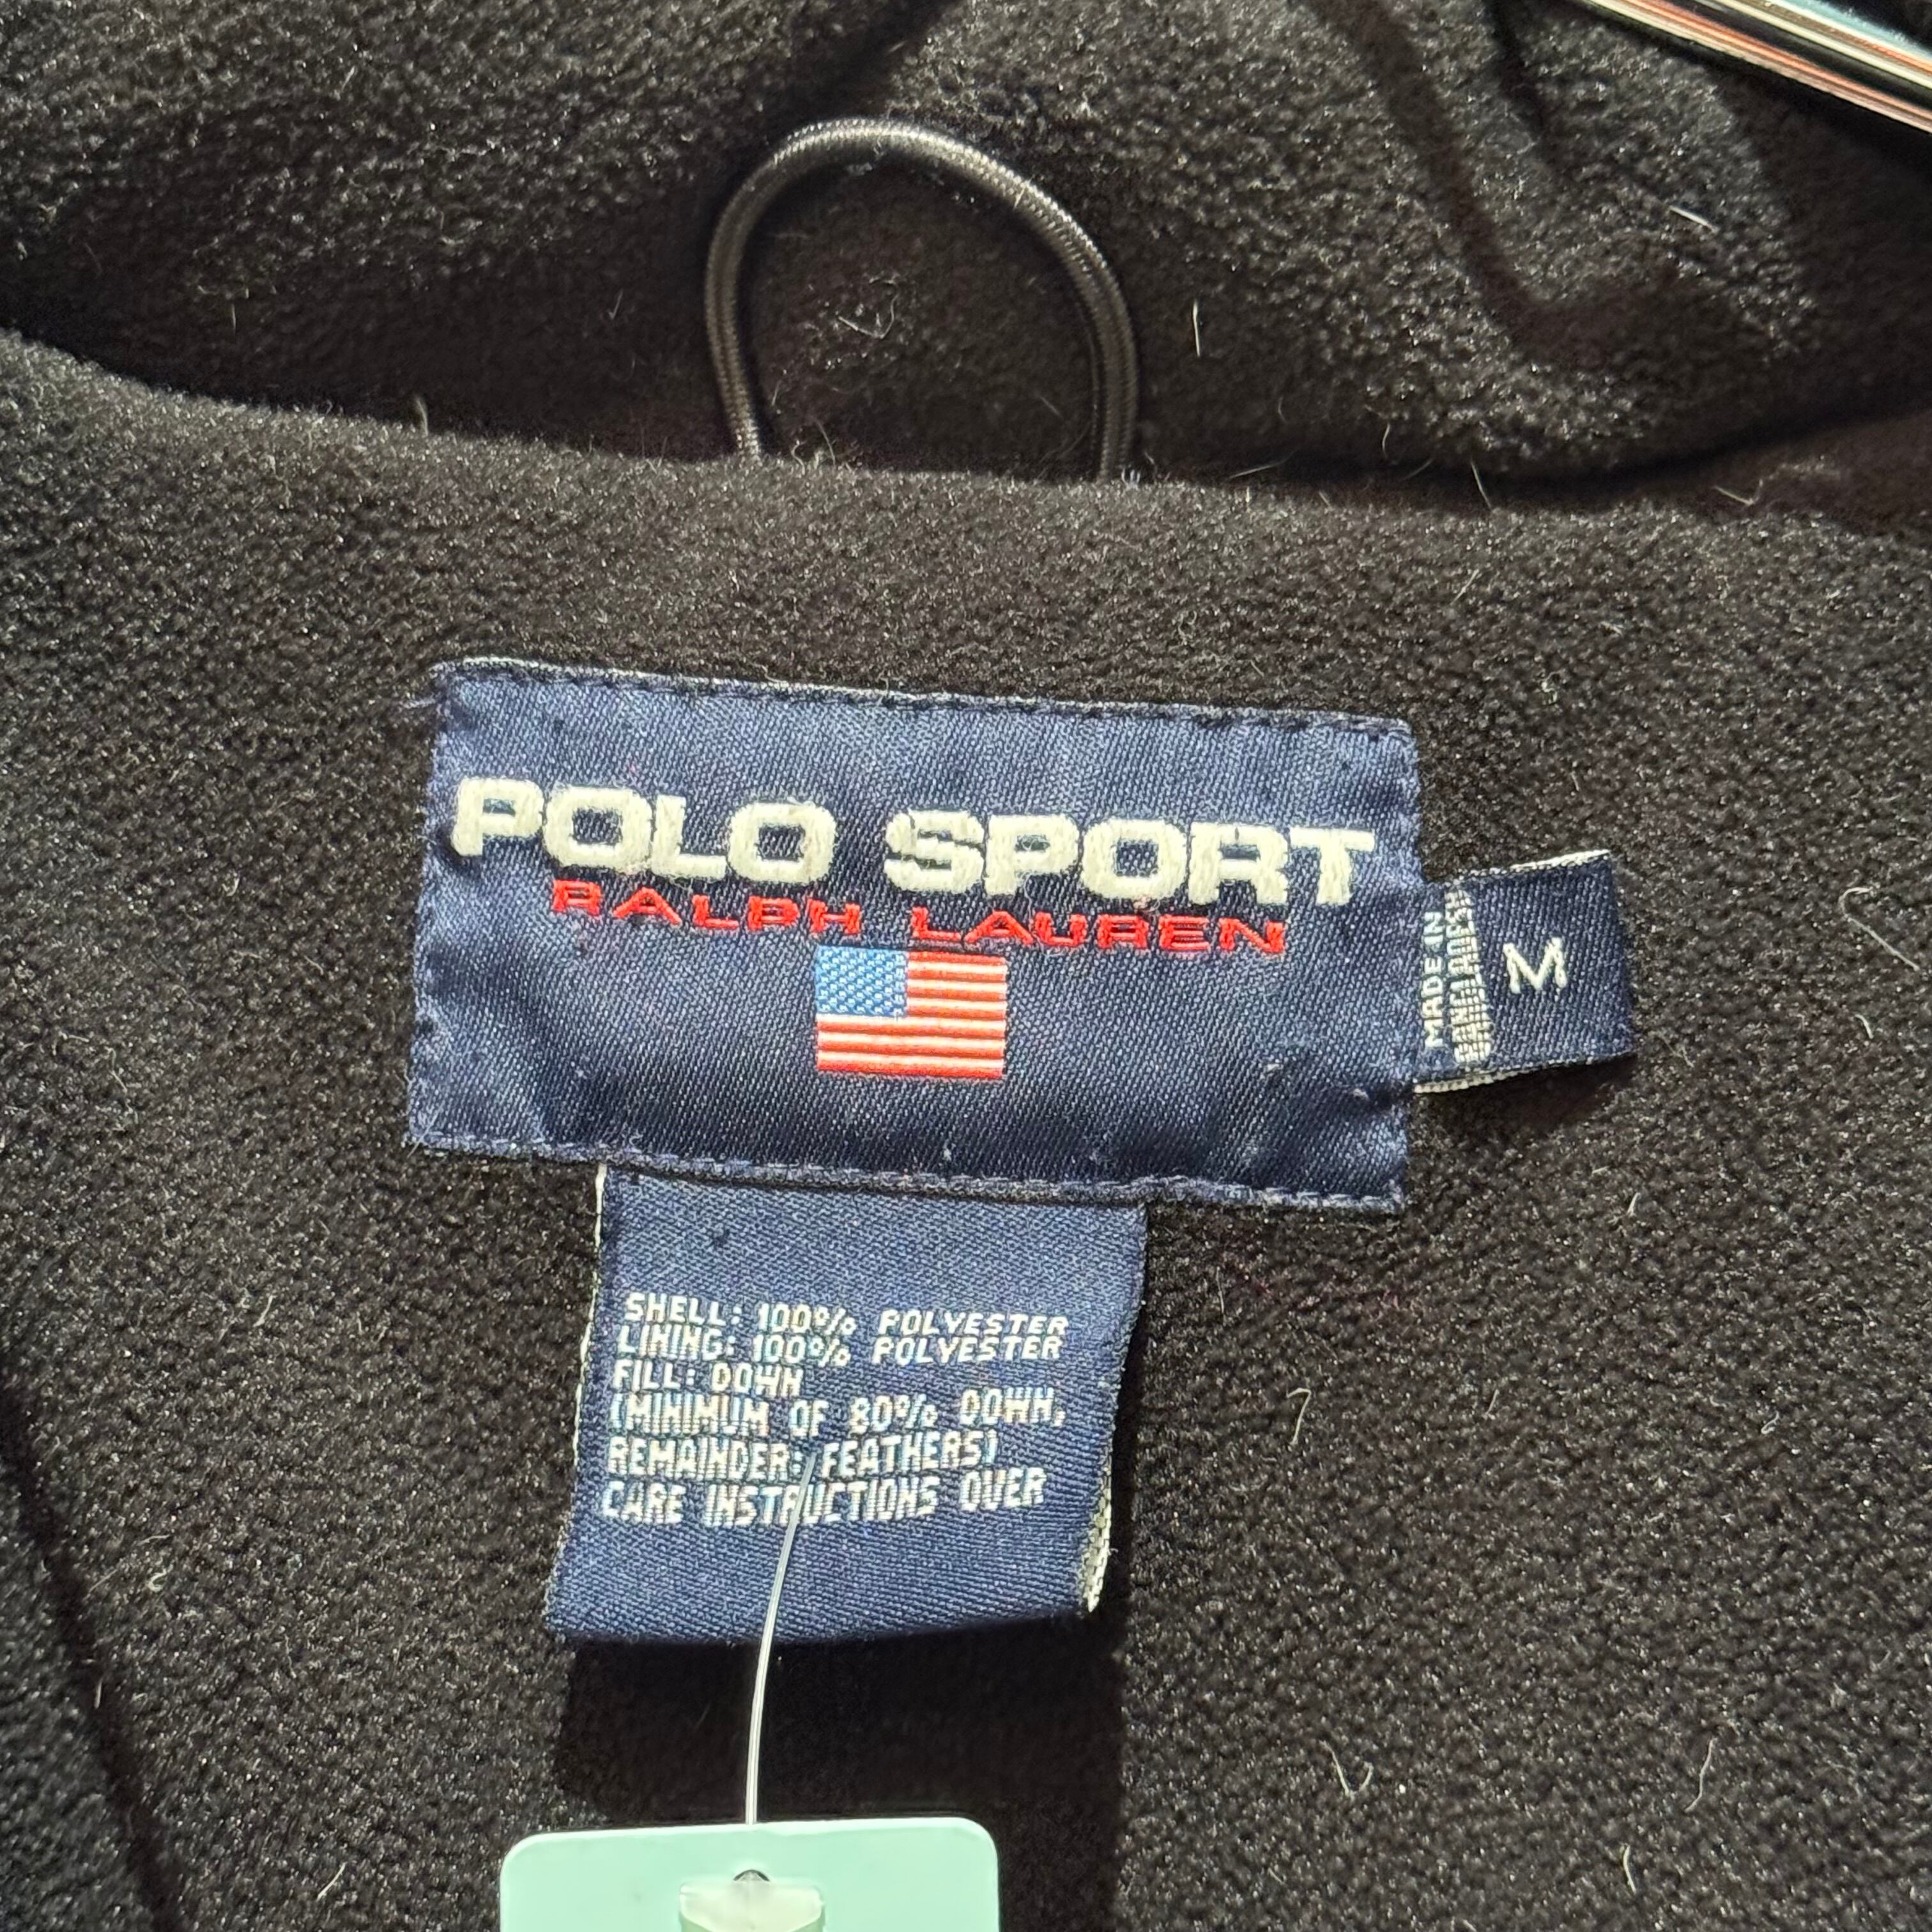 POLO SPORT
RALPH LAUREN
MADE IN
BANGLADESH
M
SHELL: 100% POLYESTER
LINING: 100% POLYESTER
FILL: DOWN
(MINIMUM OF 80% DOWN,
REMAINDER: FEATHERS)
CARE INSTRUCTIONS OVER